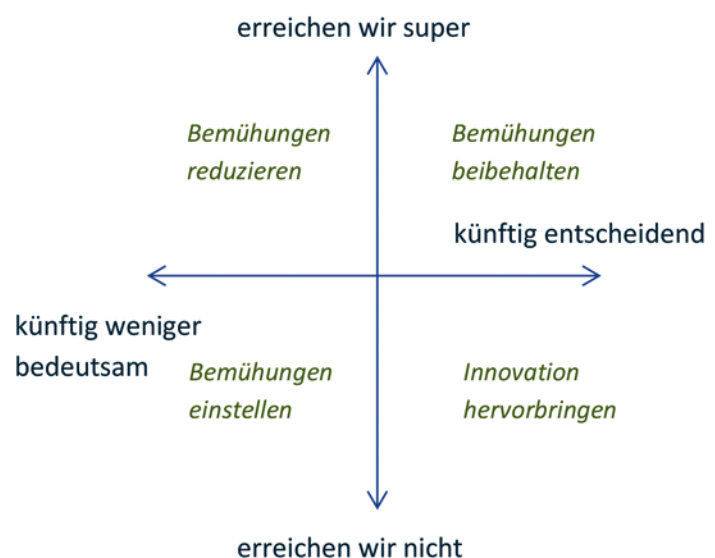 erreichen wir super
Bemühungen
reduzieren
Bemühungen
beibehalten
künftig entscheidend
künftig weniger
bedeutsam
Bemühungen
einstellen
Innovation
hervorbringen
erreichen wir nicht